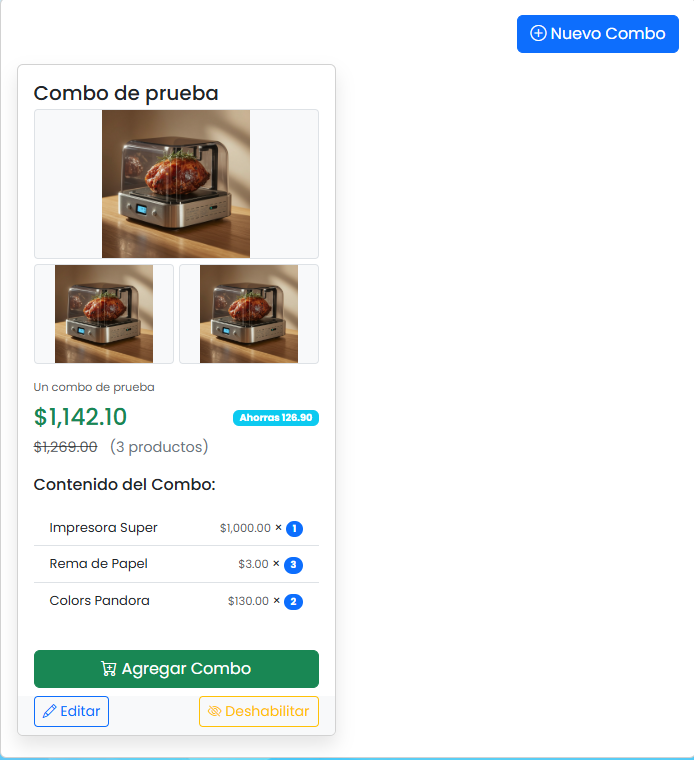 Nuevo Combo
Combo de prueba
Un combo de prueba
$1,142.10 Ahorras 126.90
$1,269.00 (3 productos)
Contenido del Combo:
Impresora Super $1,000.00 × 1
Rema de Papel $3.00 × 3
Colors Pandora $130.00 × 2
Agregar Combo
Editar Deshabilitar